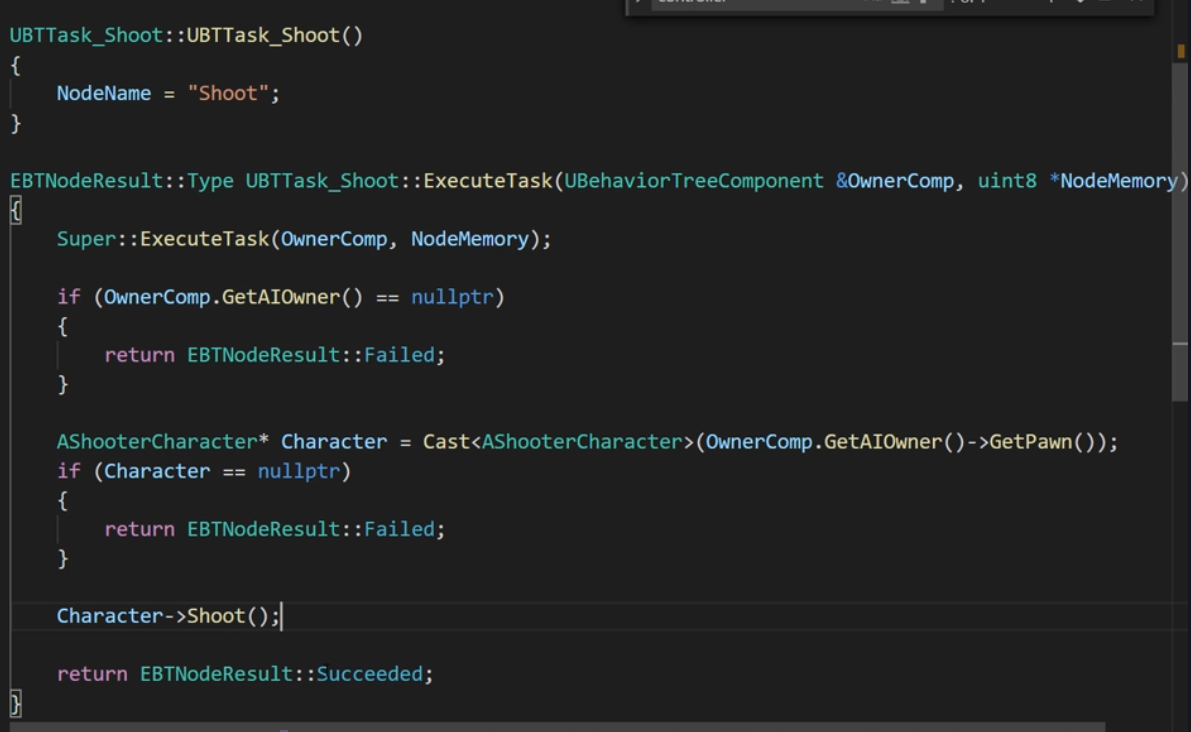 UBTTask_Shoot::UBTTask_Shoot()
{
    NodeName = "Shoot";
}

EBTNodeResult::Type UBTTask_Shoot::ExecuteTask(UBehaviorTreeComponent &OwnerComp, uint8 *NodeMemory)
{
    Super::ExecuteTask(OwnerComp, NodeMemory);

    if (OwnerComp.GetAIOwner() == nullptr)
    {
        return EBTNodeResult::Failed;
    }

    AShooterCharacter* Character = Cast<AShooterCharacter>(OwnerComp.GetAIOwner()->GetPawn());
    if (Character == nullptr)
    {
        return EBTNodeResult::Failed;
    }

    Character->Shoot();

    return EBTNodeResult::Succeeded;
}